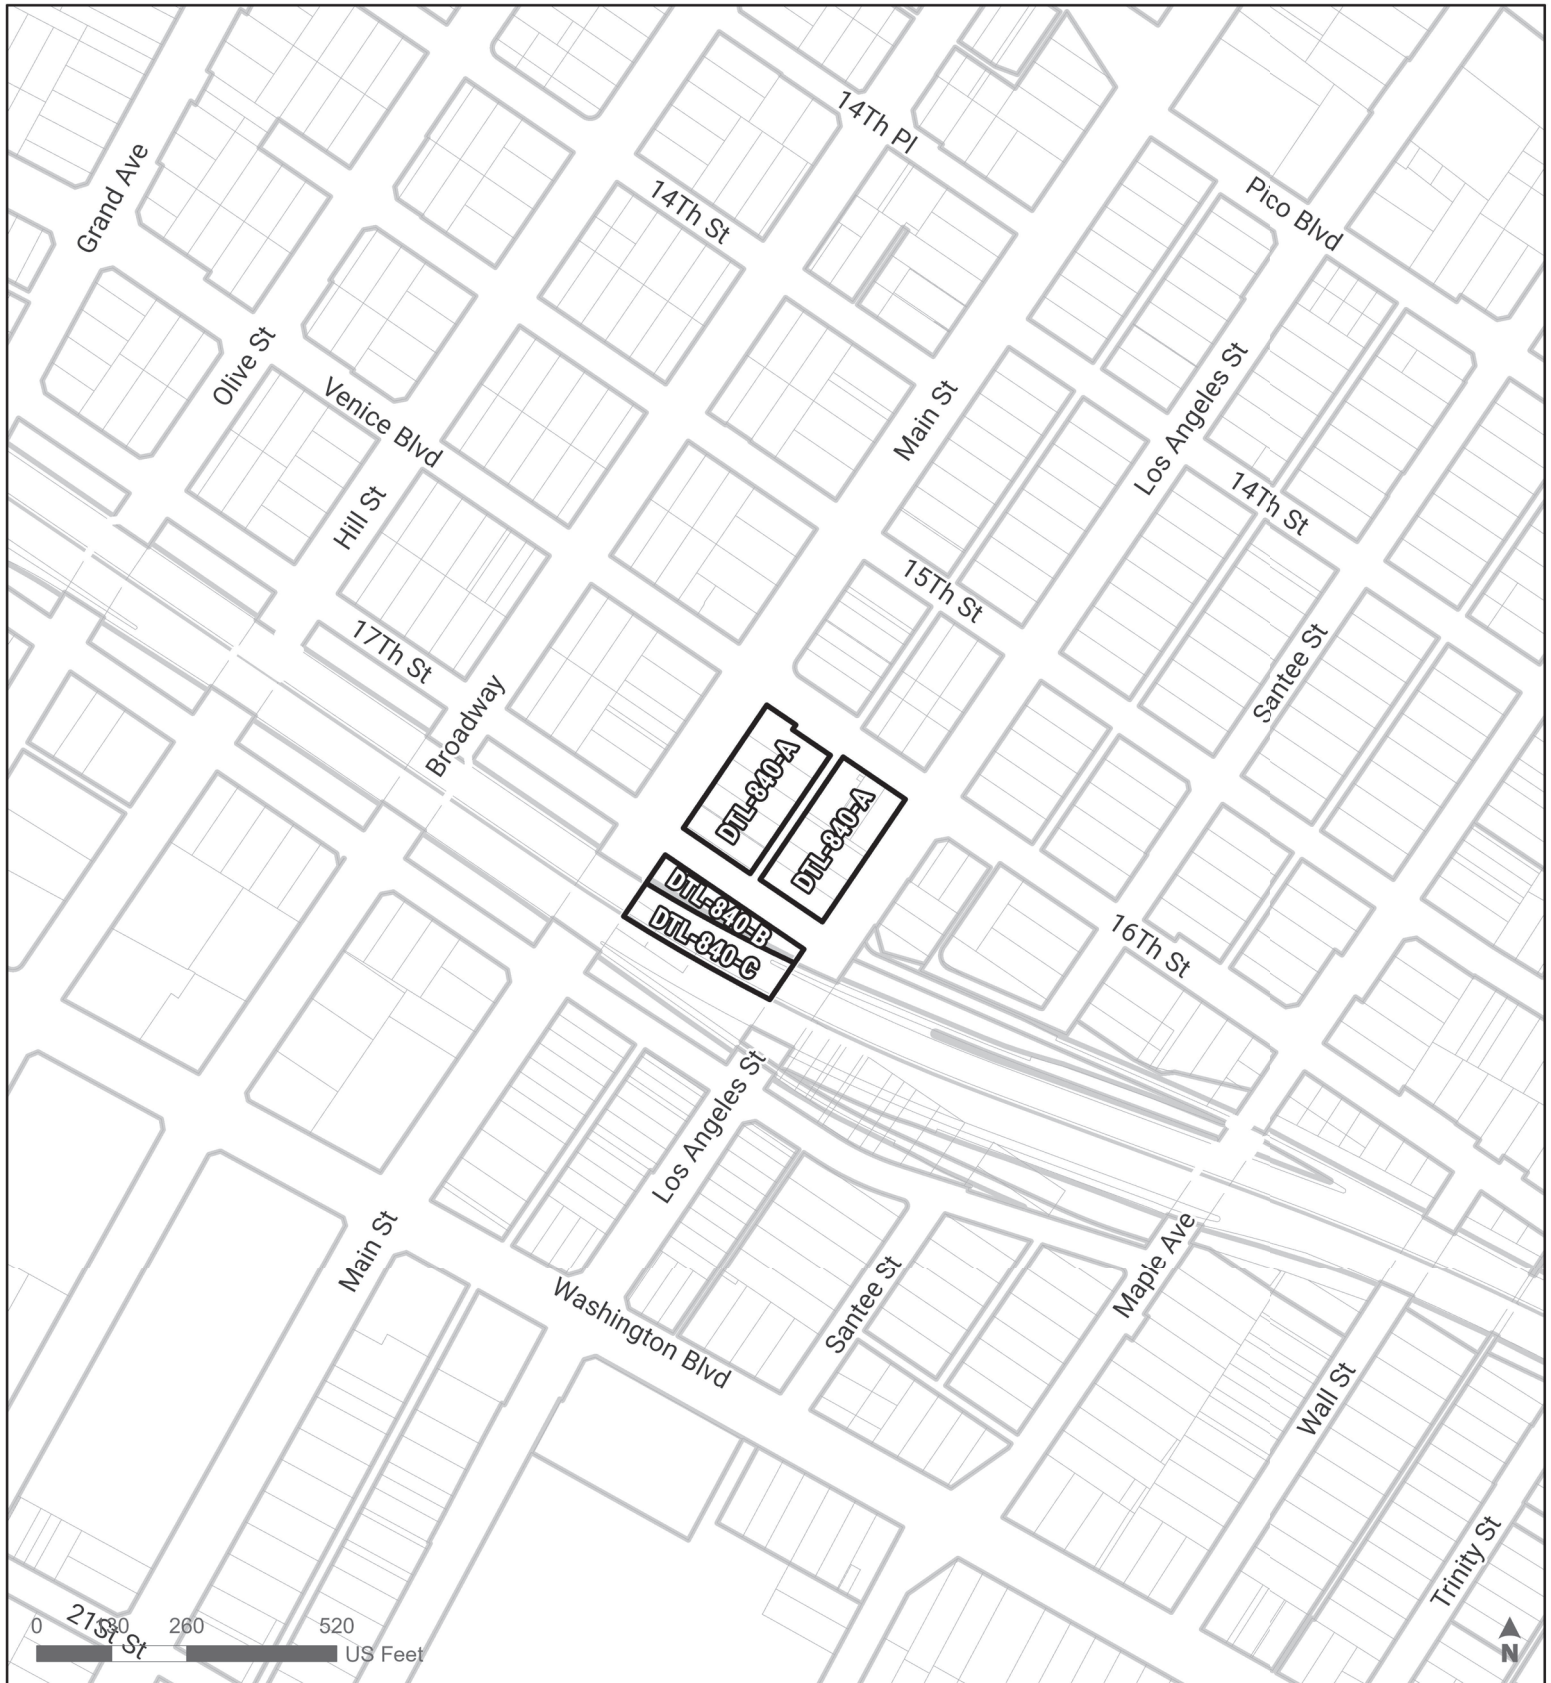 14Th Pl
Grand Ave
14Th St
Pico Blvd
Olive St
Venice Blvd
Main St
Los Angeles St
14Th St
Hill St
15Th St
17Th St
Santee St
Broadway
DTL-840-A
DTL-840-A
DTL-840-B
DTL-840-C
16Th St
Los Angeles St
Main St
Santee St
Maple Ave
Washington Blvd
Wall St
Trinity St
21St St
0 130 260 520
US Feet
N